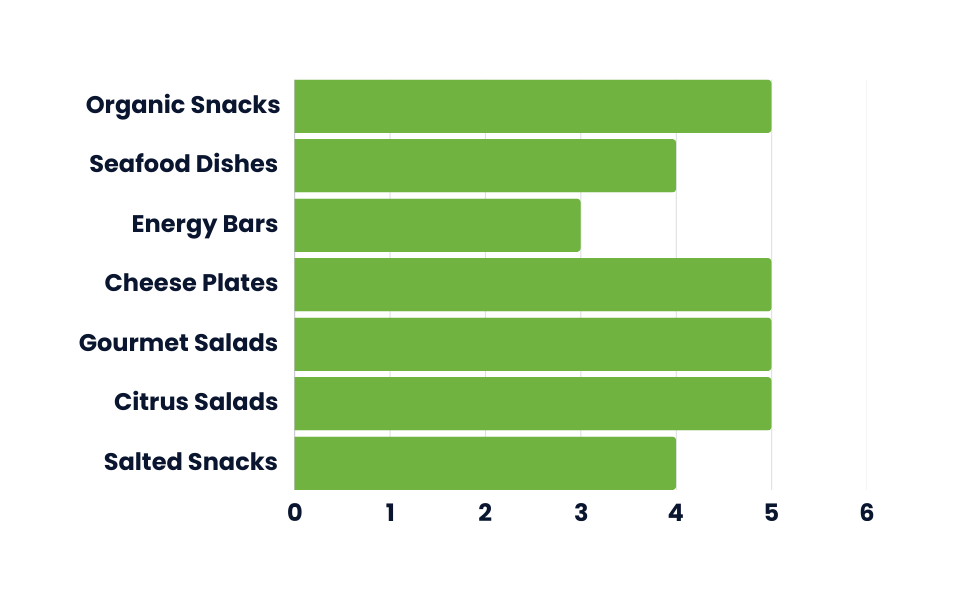 Organic Snacks
Seafood Dishes
Energy Bars
Cheese Plates
Gourmet Salads
Citrus Salads
Salted Snacks
0 1 2 3 4 5 6